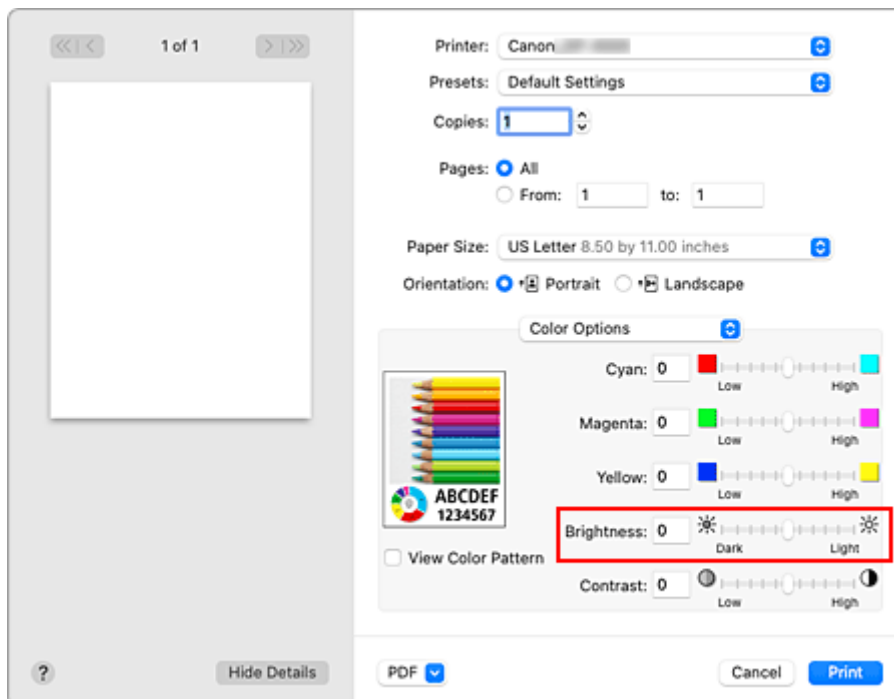 1 of 1
Printer: Canon
Presets: Default Settings
Copies: 1
Pages: All
From: 1 to: 1
Paper Size: US Letter 8.50 by 11.00 inches
Orientation: Portrait Landscape
Color Options
Cyan: 0
Low High
Magenta: 0
Low High
Yellow: 0
Low High
ABCDEF
1234567
Brightness: 0
Dark Light
View Color Pattern
Contrast: 0
Low High
? Hide Details
PDF Cancel Print